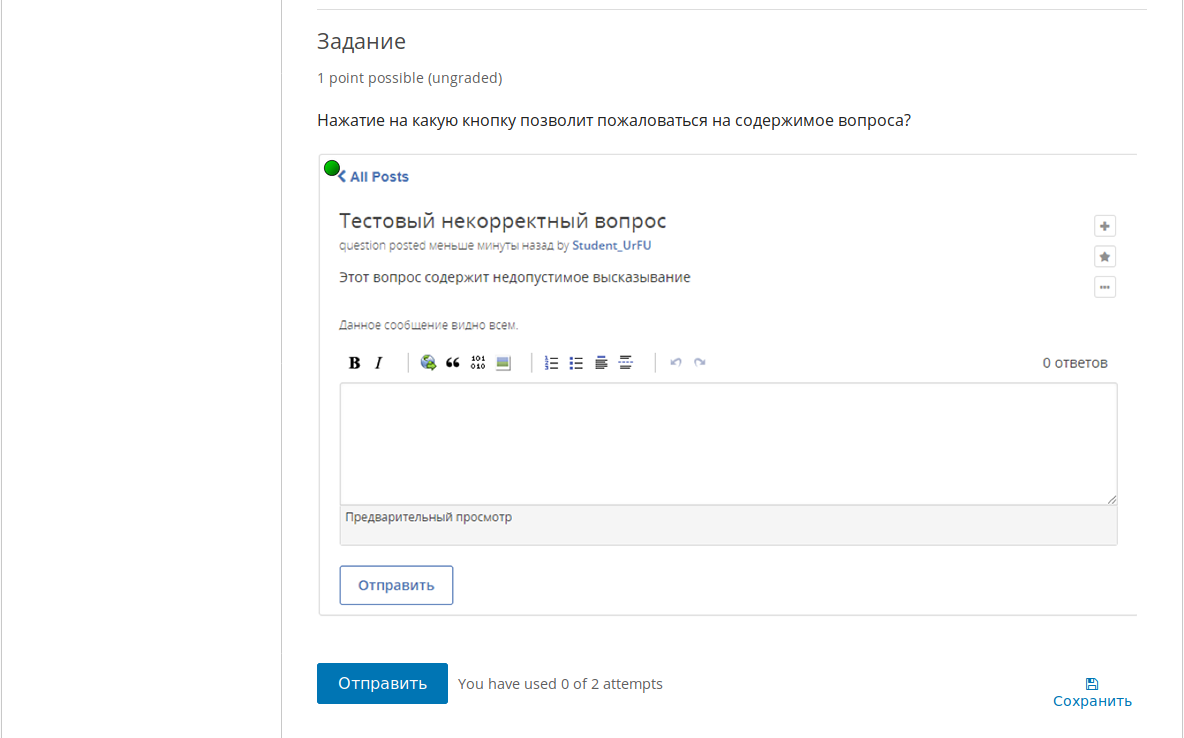 Задание
1 point possible (ungraded)
Нажатие на какую кнопку позволит пожаловаться на содержимое вопроса?
All Posts
Тестовый некорректный вопрос
question posted меньше минуты назад by Student_UrFU
Этот вопрос содержит недопустимое высказывание
Данное сообщение видно всем.
B I 101 010
0 ответов
Предварительный просмотр
Отправить
Отправить You have used 0 of 2 attempts
Сохранить